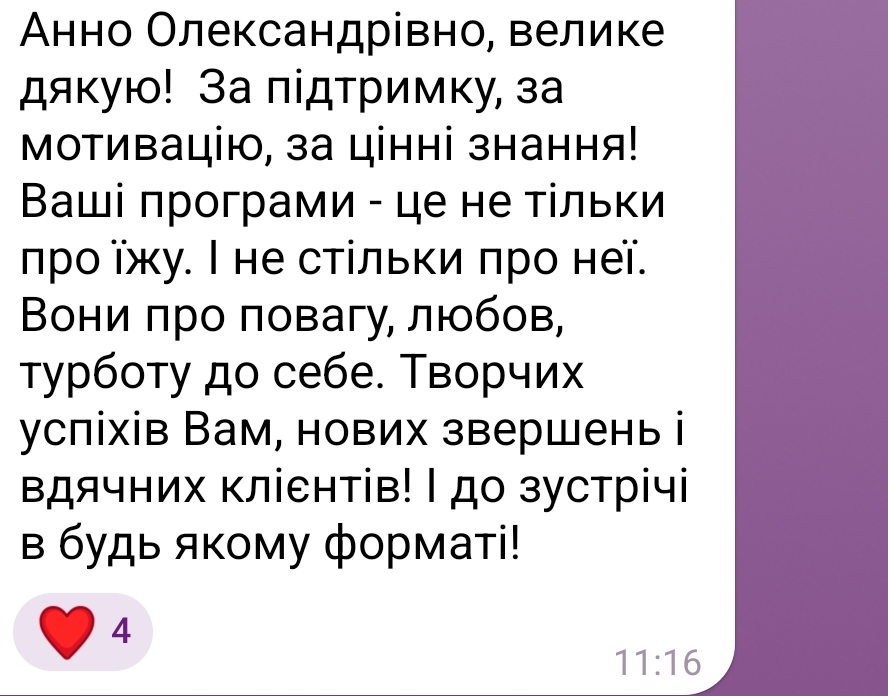 Анно Олександрівно, велике
дякую!  За підтримку, за
мотивацію, за цінні знання!
Ваші програми - це не тільки
про їжу. І не стільки про неї.
Вони про повагу, любов,
турботу до себе. Творчих
успіхів Вам, нових звершень і
вдячних клієнтів! І до зустрічі
в будь якому форматі!
❤️ 4
11:16